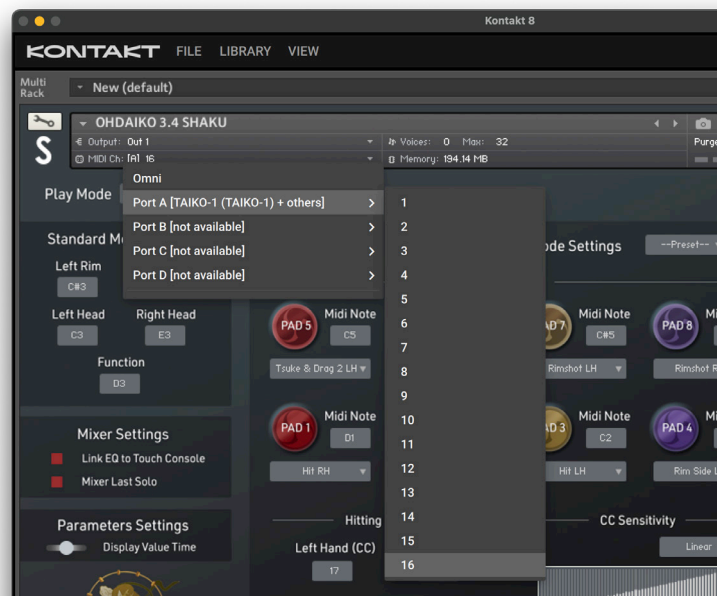 Kontakt 8
KONTAKT FILE LIBRARY VIEW
Multi
Rack
New (default)
S
OHDAIKO 3.4 SHAKU
Output: Out 1
Voices: 0 Max: 32
Purge
MIDI Ch: [A] 16
Memory: 194.14 MB
Omni
Port A [TAIKO-1 (TAIKO-1) + others]
Port B [not available]
Port C [not available]
Port D [not available]
1
2
3
4
5
6
7
8
9
10
11
12
13
14
15
16
Play Mode
Standard M
Left Rim
C#3
Left Head Right Head
C3 E3
Function
D3
Mixer Settings
Link EQ to Touch Console
Mixer Last Solo
Parameters Settings
Display Value Time
ode Settings
--Preset--
PAD 5
Midi Note
C5
Tsuke & Drag 2 LH
AD 7
Midi Note
C#5
Rimshot LH
PAD 8
Mi
Rimshot R
PAD 1
Midi Note
D1
Hit RH
AD 3
Midi Note
C2
Hit LH
PAD 4
Mi
Rim Side L
Hitting
Left Hand (CC)
17
CC Sensitivity
Linear